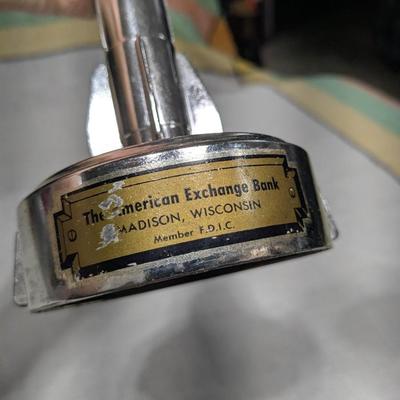 The American Exchange Bank
MADISON, WISCONSIN
Member F.D.I.C.